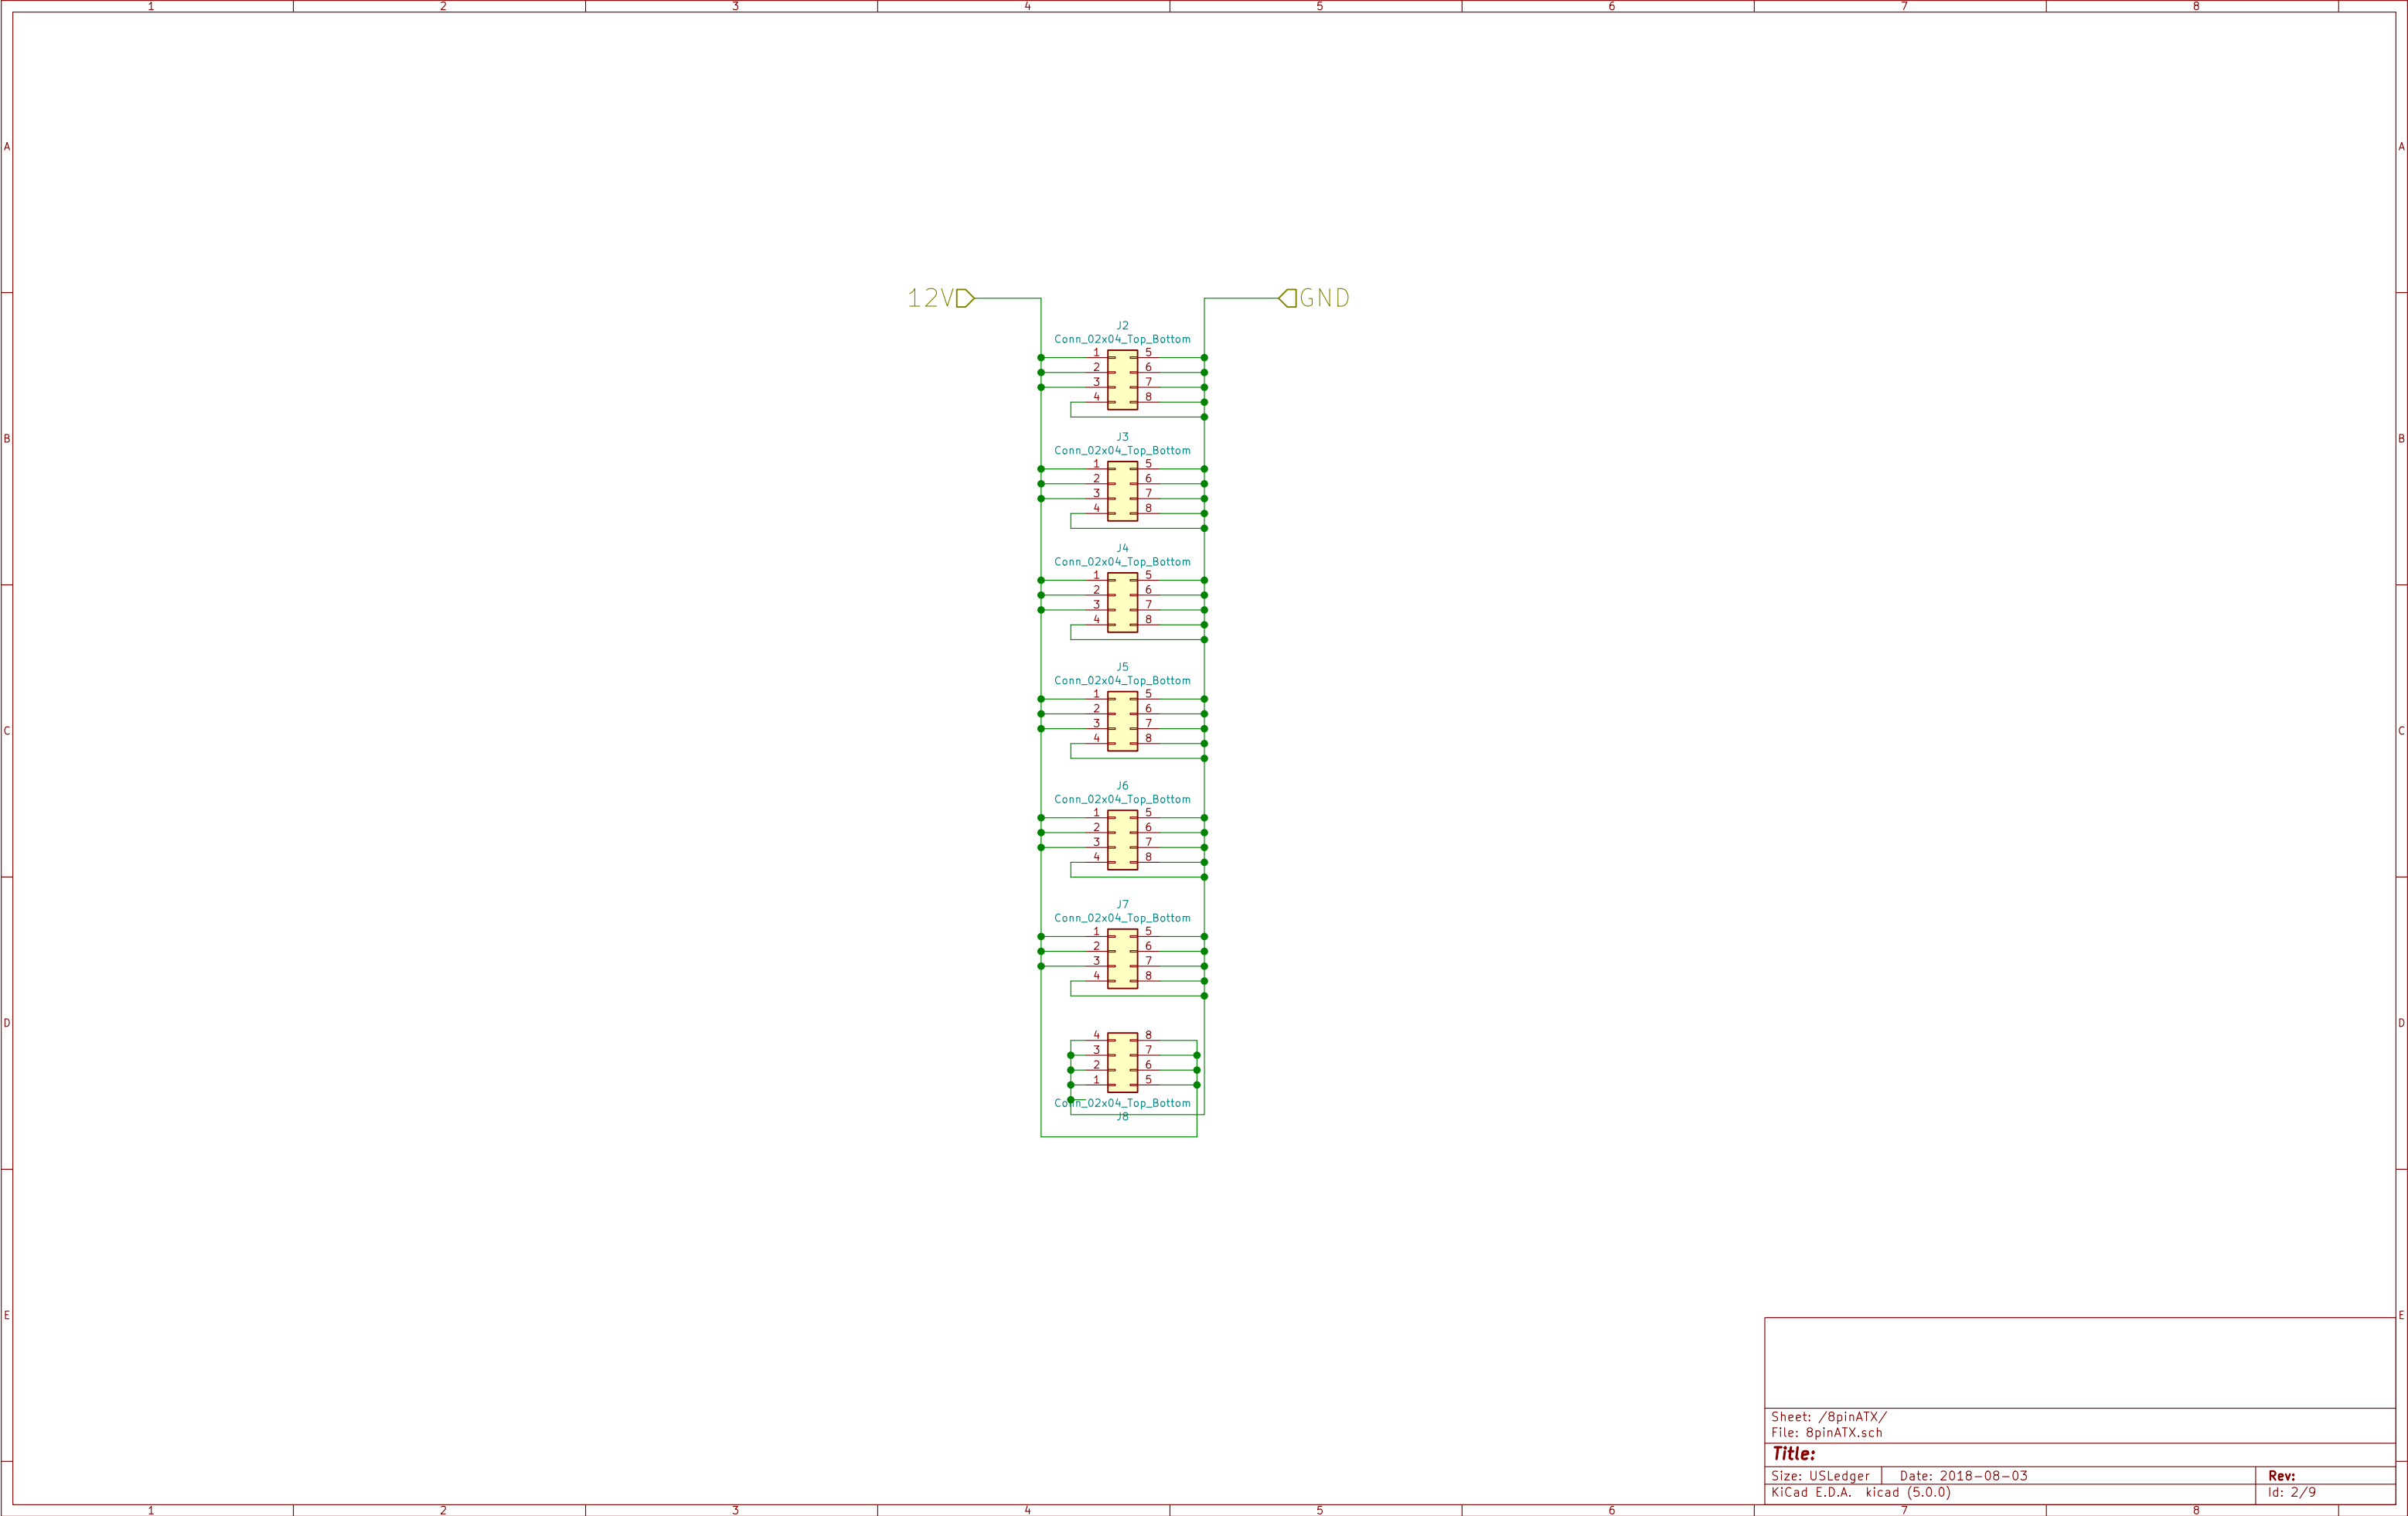 1 2 3 4 5 6 7 8
A A
12V GND
J2
Conn_02x04_Top_Bottom
1 5
2 6
3 7
4 8
B B
J3
Conn_02x04_Top_Bottom
1 5
2 6
3 7
4 8
J4
Conn_02x04_Top_Bottom
1 5
2 6
3 7
4 8
J5
Conn_02x04_Top_Bottom
1 5
2 6
C C
3 7
4 8
J6
Conn_02x04_Top_Bottom
1 5
2 6
3 7
4 8
J7
Conn_02x04_Top_Bottom
1 5
2 6
3 7
4 8
D D
4 8
3 7
2 6
1 5
Conn_02x04_Top_Bottom
J8
E E
Sheet: /8pinATX/
File: 8pinATX.sch
Title:
Size: USLedger Date: 2018-08-03 Rev:
KiCad E.D.A. kicad (5.0.0) Id: 2/9
1 2 3 4 5 6 7 8